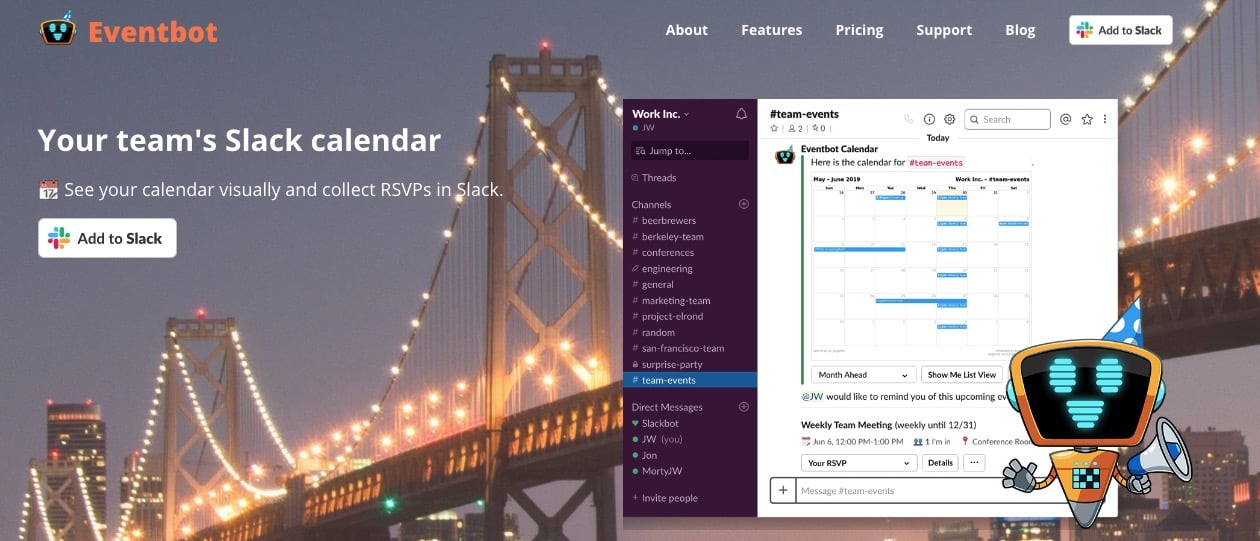 Eventbot
About Features Pricing Support Blog Add to Slack
Your team's Slack calendar
See your calendar visually and collect RSVPs in Slack.
Add to Slack
Work Inc.
JW
Jump to...
Threads
Channels
# beerbrewers
# berkeley-team
# conferences
engineering
# general
# marketing-team
# project-elrond
# random
# san-francisco-team
surprise-party
# team-events
Direct Messages
Slackbot
JW (you)
Jon
MortyJW
+ Invite people
#team-events
2 | 0 |
Search
Today
Eventbot Calendar
Here is the calendar for #team-events
May - June 2019 Work Inc. - #team-events
Sun Mon Tue Wed Thu Fri Sat
Month Ahead Show Me List View
@JW would like to remind you of this upcoming
Weekly Team Meeting (weekly until 12/31)
Jun 6, 12:00 PM-1:00 PM 1 I'm in Conference
Your RSVP Details ...
+ Message #team-events